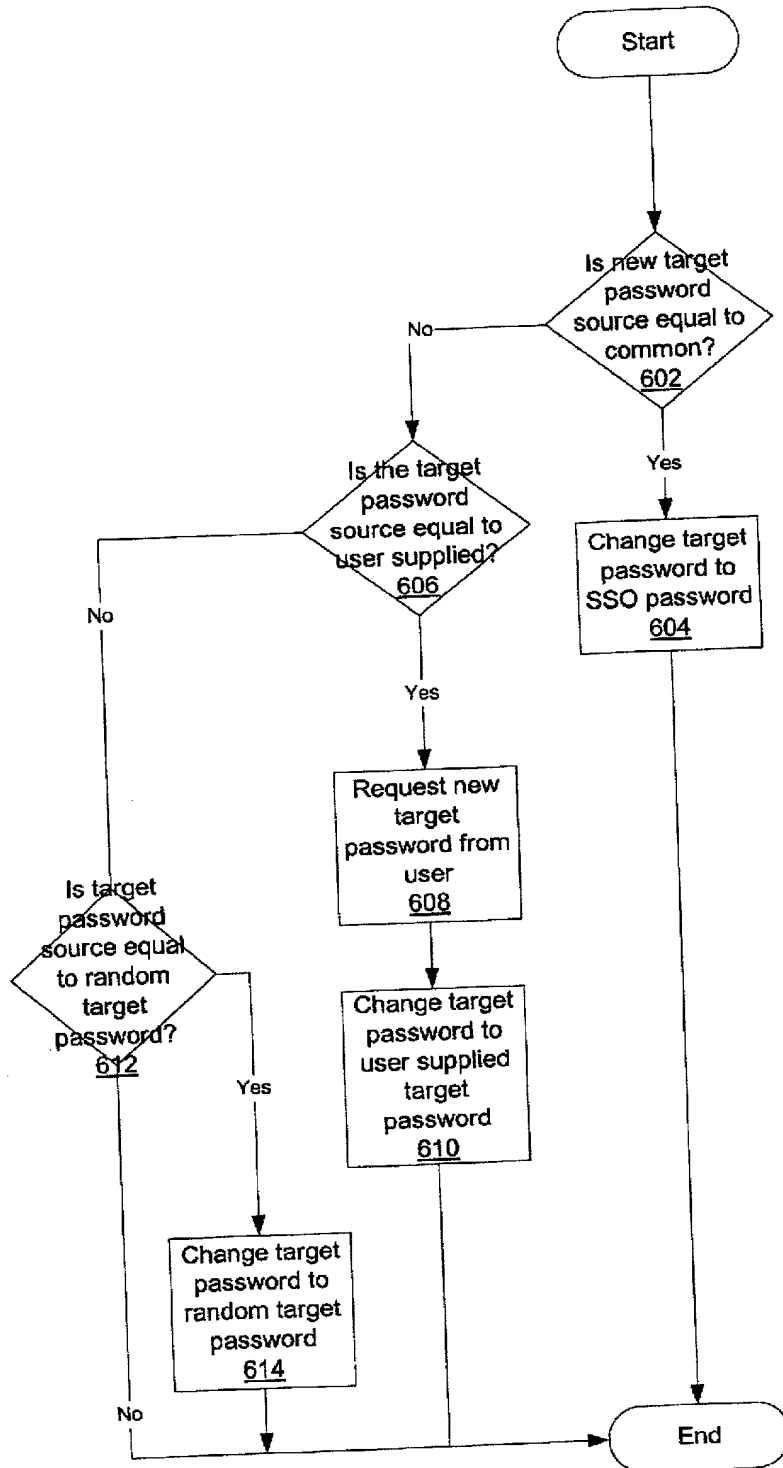 Start
Is new target
password
source equal to
common?
602
No
Yes
Is the target
password
source equal to
user supplied?
606
Change target
password to
SSO password
604
No
Yes
Request new
target
password from
user
608
Is target
password
source equal
to random
target
password?
612
Change target
password to
user supplied
target
password
610
Yes
Change target
password to
random target
password
614
No
End